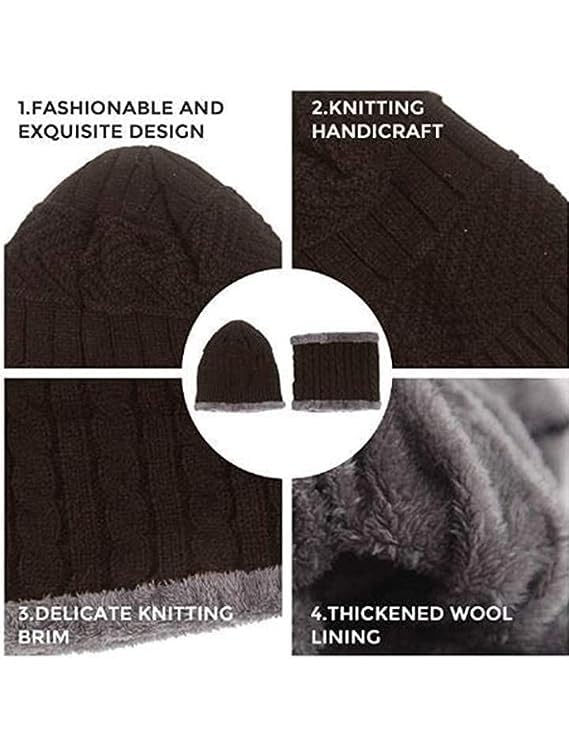 1.FASHIONABLE AND
EXQUISITE DESIGN
2.KNITTING
HANDICRAFT
3.DELICATE KNITTING
BRIM
4.THICKENED WOOL
LINING